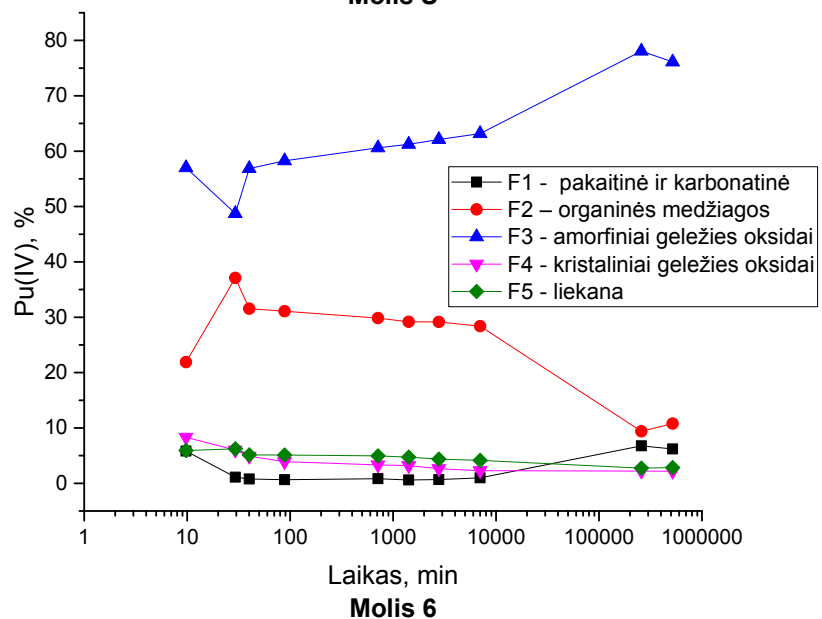 80
70
60
50
40
30
20
10
0
Pu(IV), %
F1 - pakaitinė ir karbonatinė
F2 – organinės medžiagos
F3 - amorfiniai geležies oksidai
F4 - kristaliniai geležies oksidai
F5 - liekana
1 10 100 1000 10000 100000 1000000
Laikas, min
Molis 6